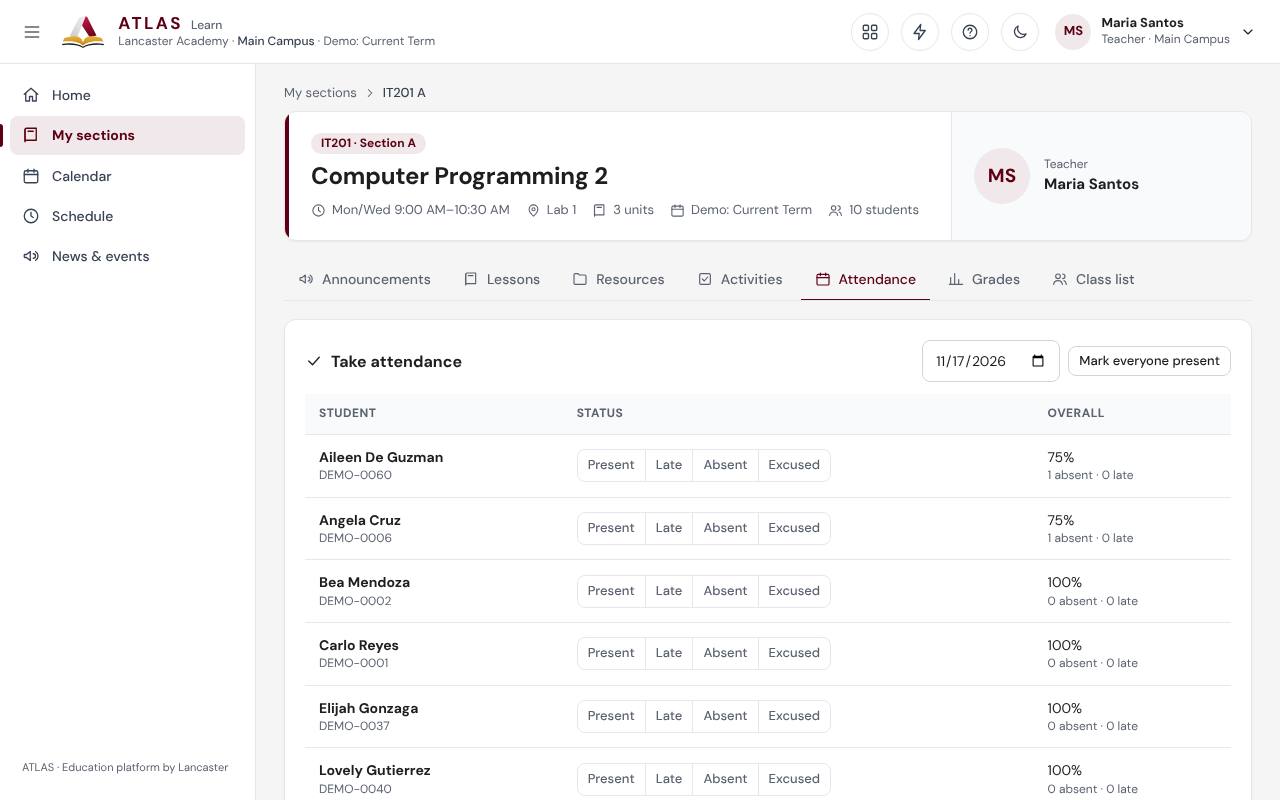 ATLAS Learn
Lancaster Academy · Main Campus · Demo: Current Term
MS
Maria Santos
Teacher · Main Campus
Home
My sections
Calendar
Schedule
News & events
ATLAS · Education platform by Lancaster
My sections > IT201 A
IT201 · Section A
Computer Programming 2
Mon/Wed 9:00 AM–10:30 AM Lab 1 3 units Demo: Current Term 10 students
MS
Teacher
Maria Santos
Announcements Lessons Resources Activities Attendance Grades Class list
Take attendance
11/17/2026
Mark everyone present
STUDENT STATUS OVERALL
Aileen De Guzman
DEMO-0060
Present Late Absent Excused
75%
1 absent · 0 late
Angela Cruz
DEMO-0006
Present Late Absent Excused
75%
1 absent · 0 late
Bea Mendoza
DEMO-0002
Present Late Absent Excused
100%
0 absent · 0 late
Carlo Reyes
DEMO-0001
Present Late Absent Excused
100%
0 absent · 0 late
Elijah Gonzaga
DEMO-0037
Present Late Absent Excused
100%
0 absent · 0 late
Lovely Gutierrez
DEMO-0040
Present Late Absent Excused
100%
0 absent · 0 late